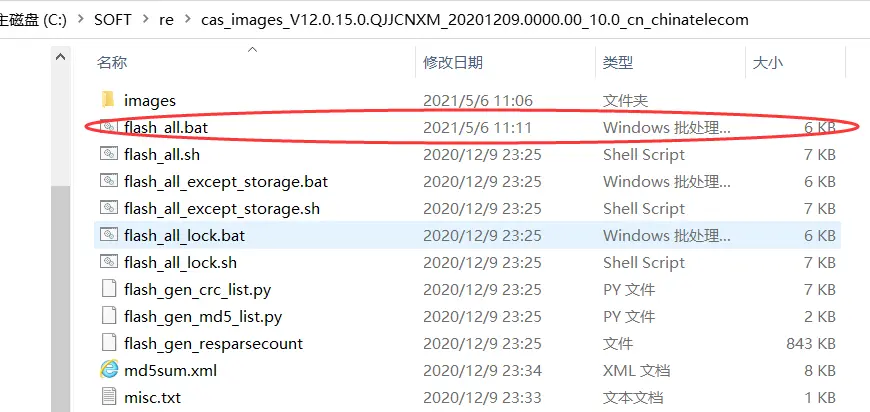 主磁盘 (C:) > SOFT > re > cas_images_V12.0.15.0.QJJCNXM_20201209.0000.00_10.0_cn_chinatelecom
名称 修改日期 类型 大小
images 2021/5/6 11:06 文件夹
flash_all.bat 2021/5/6 11:11 Windows 批处理... 6 KB
flash_all.sh 2020/12/9 23:25 Shell Script 7 KB
flash_all_except_storage.bat 2020/12/9 23:25 Windows 批处理... 6 KB
flash_all_except_storage.sh 2020/12/9 23:25 Shell Script 7 KB
flash_all_lock.bat 2020/12/9 23:25 Windows 批处理... 6 KB
flash_all_lock.sh 2020/12/9 23:25 Shell Script 7 KB
flash_gen_crc_list.py 2020/12/9 23:25 PY 文件 2 KB
flash_gen_md5_list.py 2020/12/9 23:25 PY 文件 2 KB
flash_gen_resparsecount 2020/12/9 23:25 文件 843 KB
md5sum.xml 2020/12/9 23:34 XML 文档 8 KB
misc.txt 2020/12/9 23:33 文本文档 1 KB